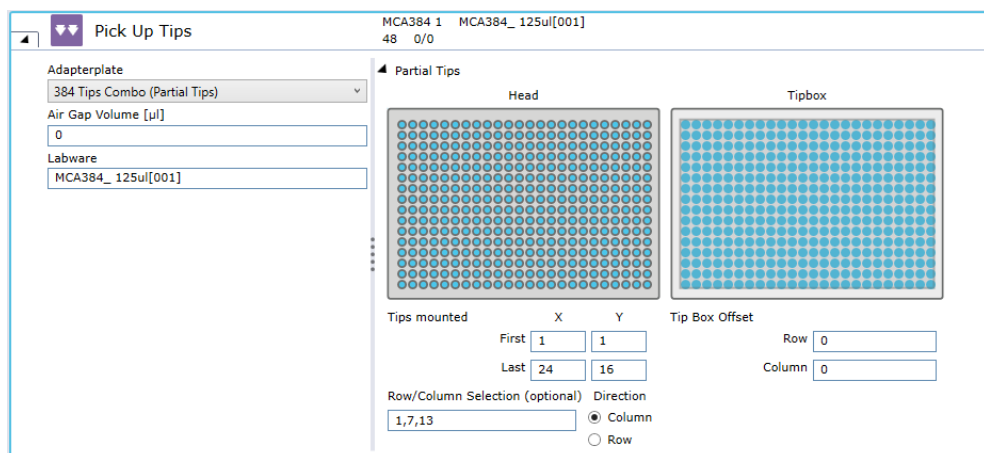 Pick Up Tips
MCA384 1 MCA384_ 125ul[001]
48 0/0
Adapterplate
384 Tips Combo (Partial Tips)
Air Gap Volume [µl]
0
Labware
MCA384_ 125ul[001]
Partial Tips
Head
Tipbox
Tips mounted X Y
First 1 1
Last 24 16
Row/Column Selection (optional) Direction
1,7,13
Column
Row
Tip Box Offset
Row 0
Column 0